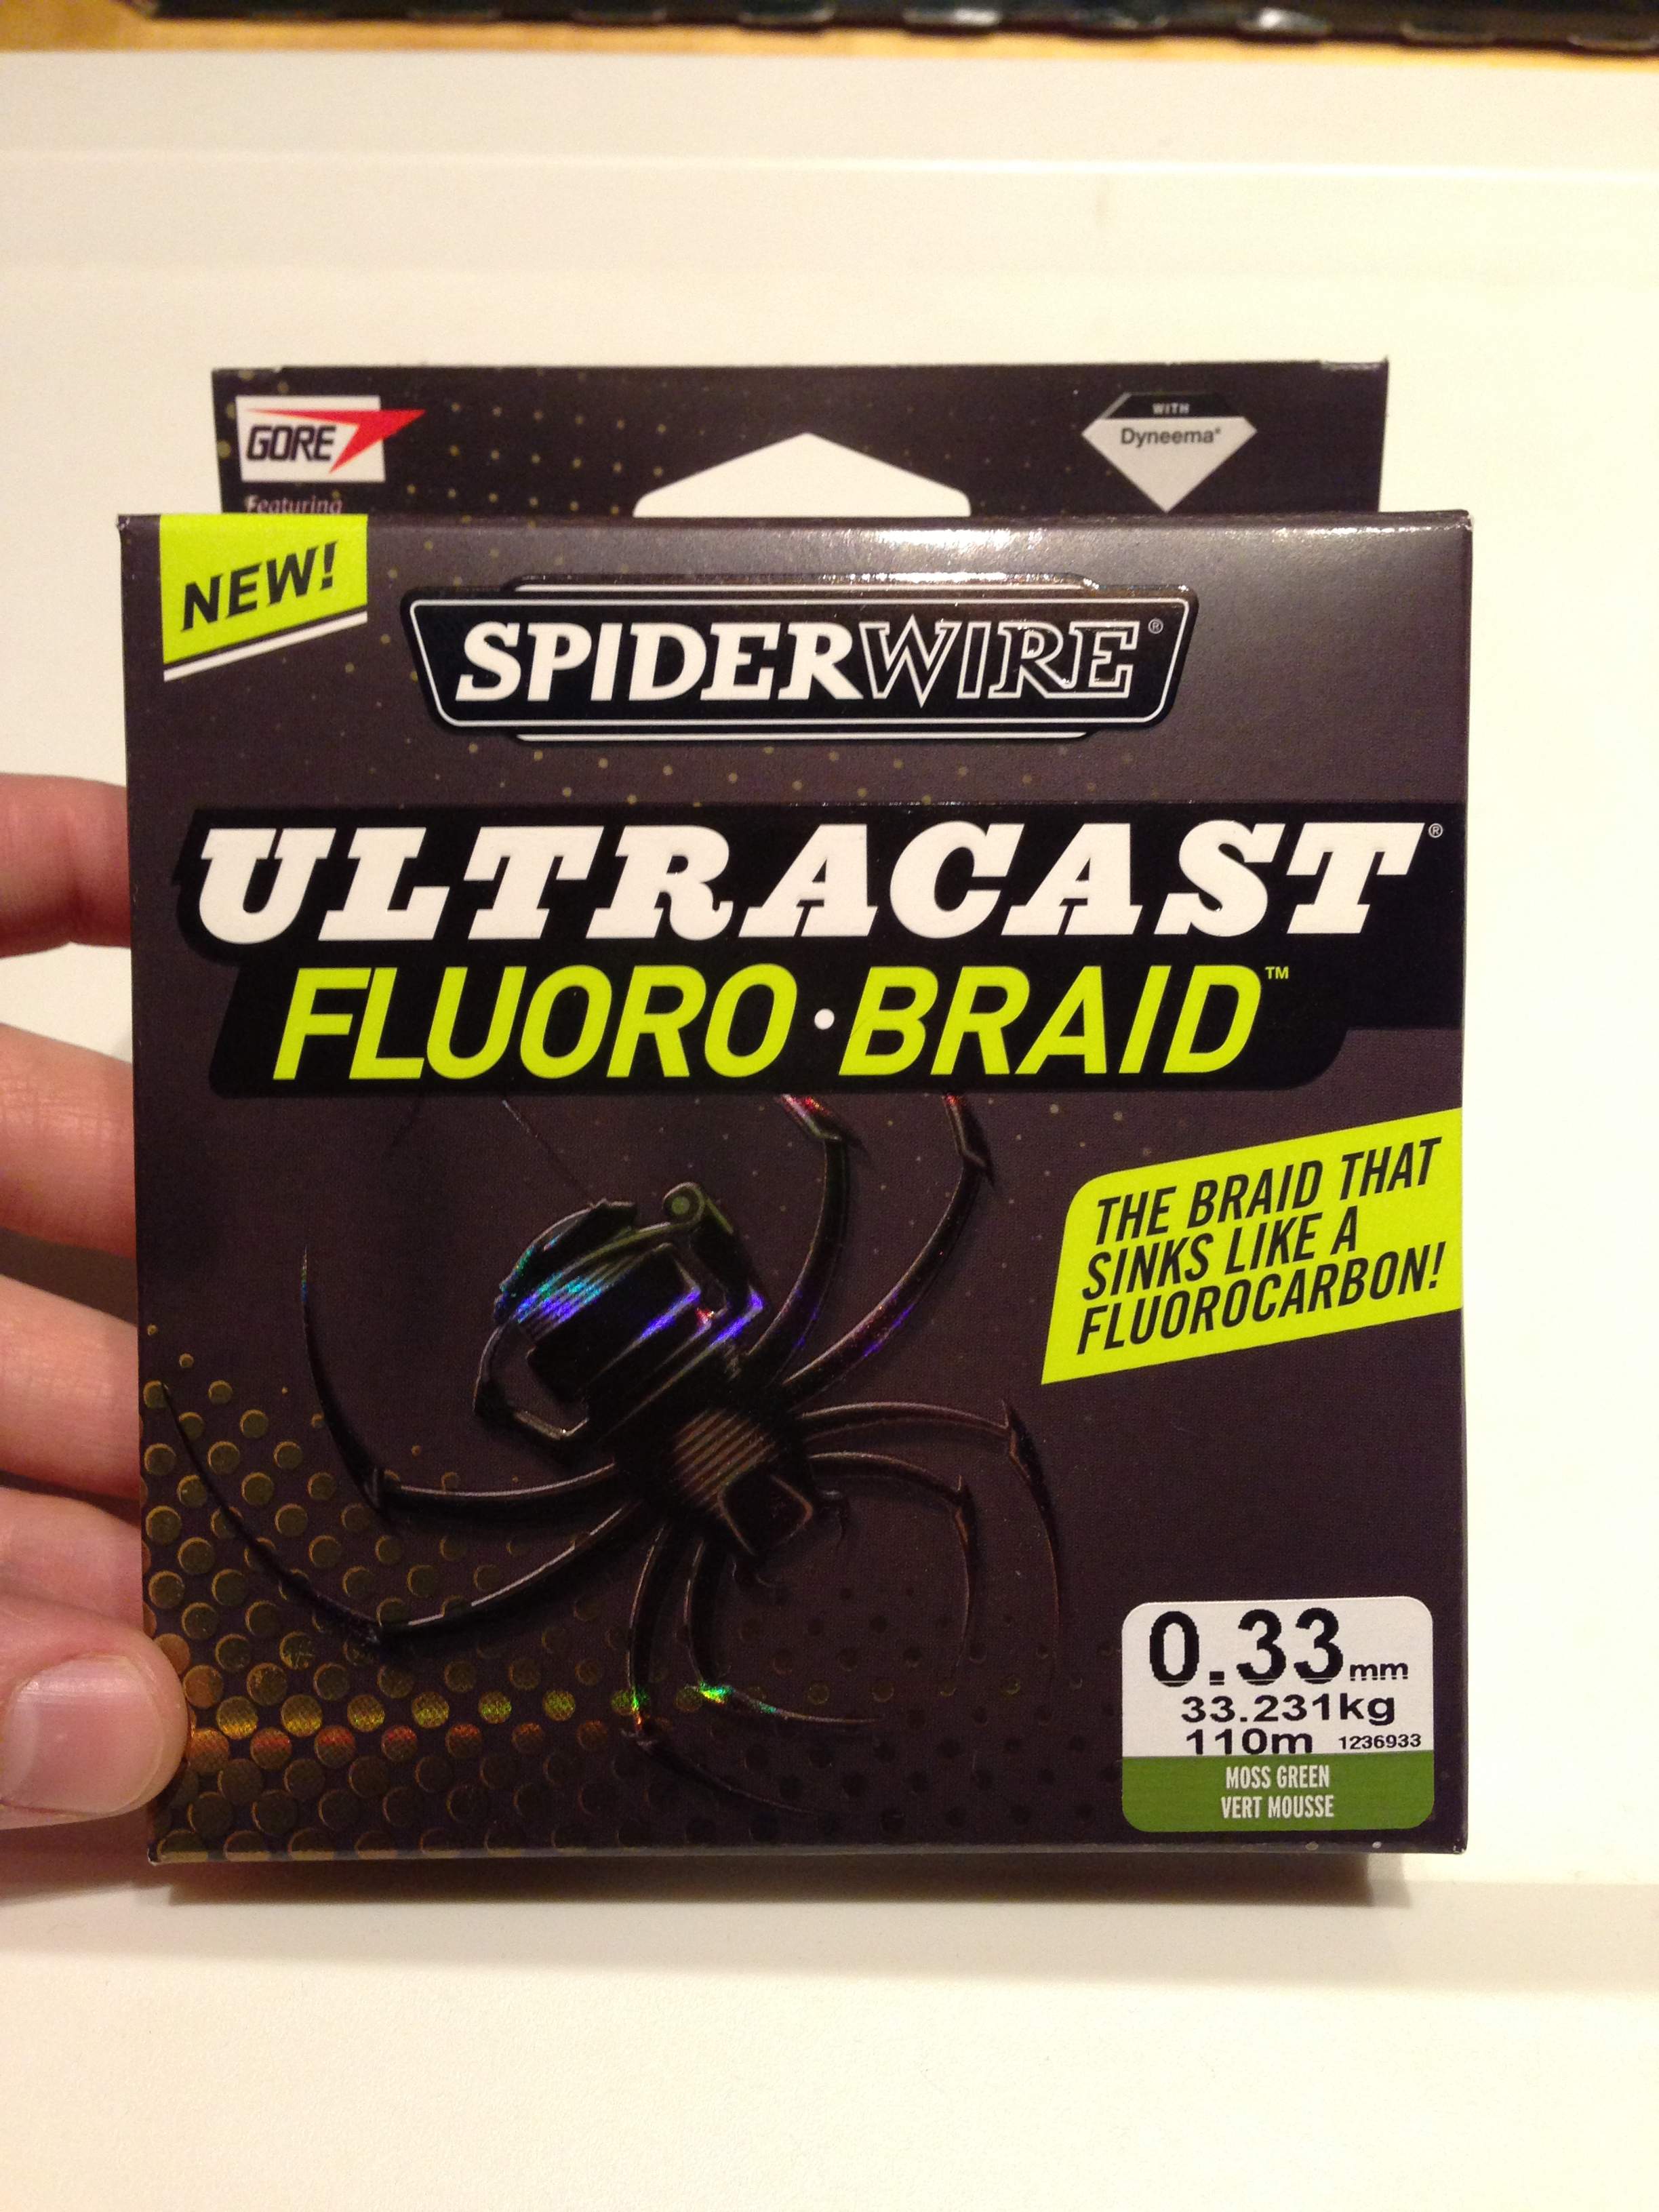 GORE
Featuring
WITH
Dyneema®
NEW!
SPIDERWIRE®
ULTRACAST®
FLUORO·BRAID™
THE BRAID THAT
SINKS LIKE A
FLUOROCARBON!
0.33mm
33.231kg
110m 1236933
MOSS GREEN
VERT MOUSSE